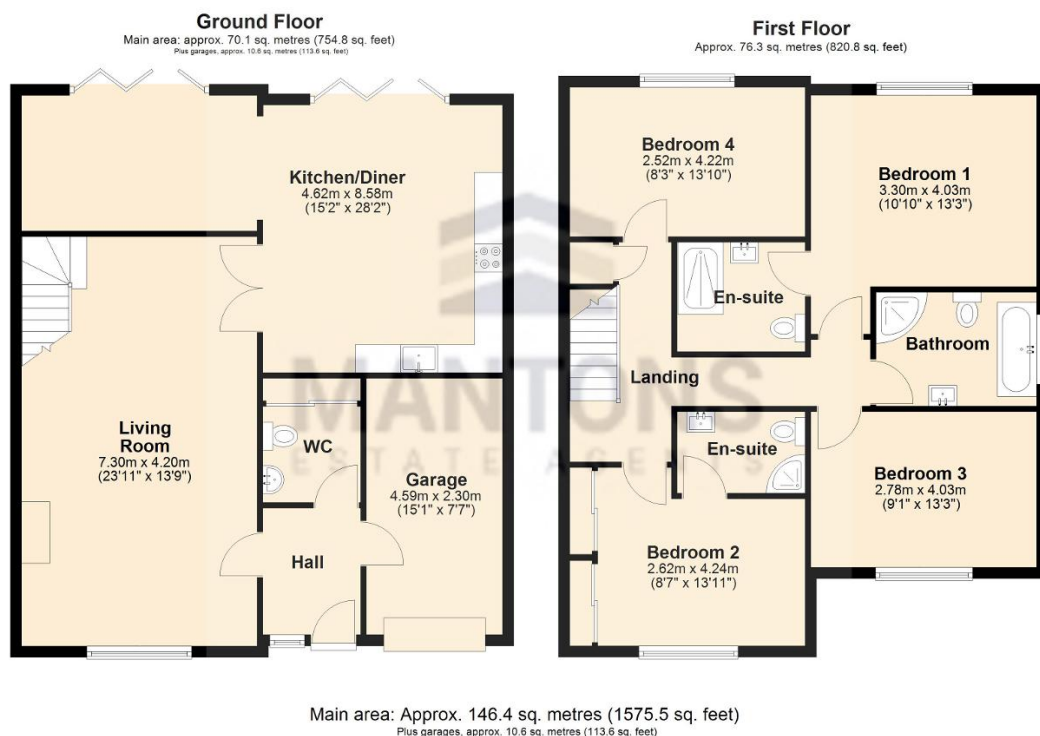 Ground Floor
Main area: approx. 70.1 sq. metres (754.8 sq. feet)
Plus garages, approx. 10.6 sq. metres (113.6 sq. feet)
Kitchen/Diner
4.62m x 8.58m
(15'2" x 28'2")
Living
Room
7.30m x 4.20m
(23'11" x 13'9")
WC
Garage
4.59m x 2.30m
(15'1" x 7'7")
Hall
First Floor
Approx. 76.3 sq. metres (820.8 sq. feet)
Bedroom 4
2.52m x 4.22m
(8'3" x 13'10")
Bedroom 1
3.30m x 4.03m
(10'10" x 13'3")
En-suite
Bathroom
Landing
En-suite
Bedroom 3
2.78m x 4.03m
(9'1" x 13'3")
Bedroom 2
2.62m x 4.24m
(8'7" x 13'11")
MANTONS
ESTATE AGENTS
Main area: Approx. 146.4 sq. metres (1575.5 sq. feet)
Plus garages, approx. 10.6 sq. metres (113.6 sq. feet)